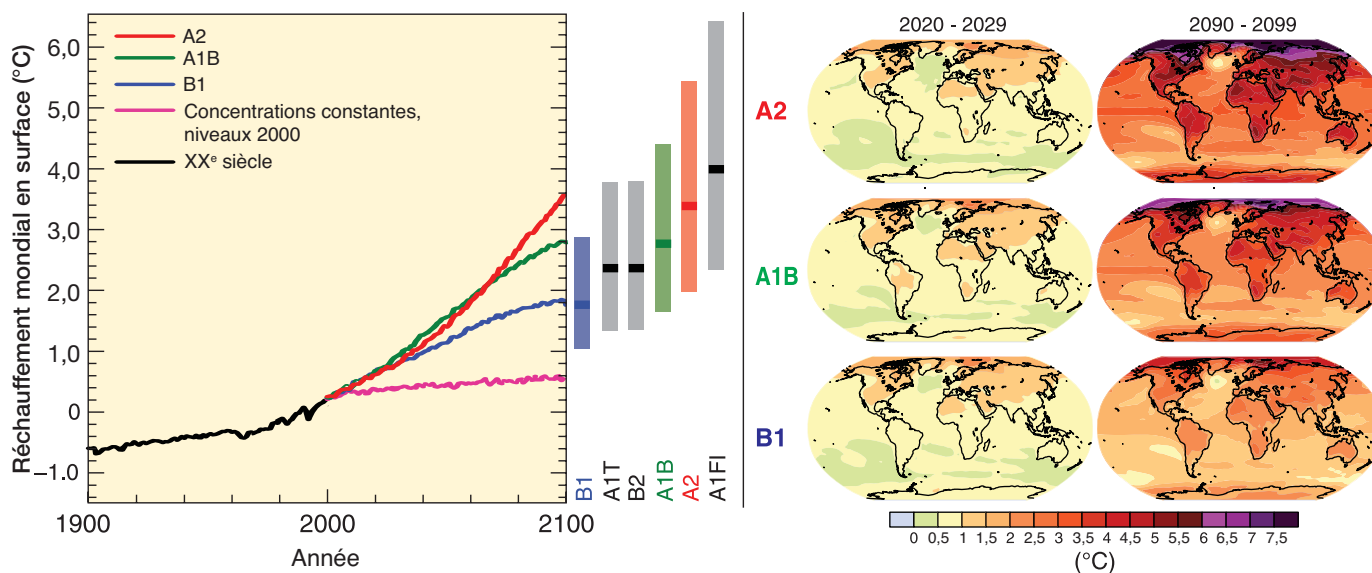 Réchauffement mondial en surface (°C)
6,0
5,0
4,0
3,0
2,0
1,0
0
–1.0
A2
A1B
B1
Concentrations constantes,
niveaux 2000
XXe siècle
1900
2000
2100
Année
B1
A1T
B2
A1B
A2
A1FI
2020 - 2029
2090 - 2099
A2
A1B
B1
0 0,5 1 1,5 2 2,5 3 3,5 4 4,5 5 5,5 6 6,5 7 7,5
(°C)